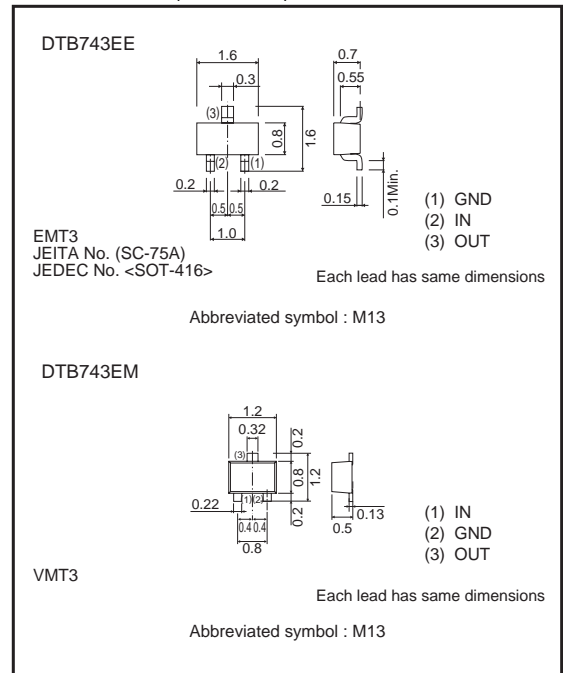 DTB743EE
1.6
0.3
(3)
0.8
1.6
(2)
(1)
0.2
0.2
0.5
0.5
1.0
0.7
0.55
0.15
0.1Min.
(1) GND
(2) IN
(3) OUT
EMT3
JEITA No. (SC-75A)
JEDEC No. <SOT-416>
Each lead has same dimensions
Abbreviated symbol : M13
DTB743EM
1.2
0.32
(3)
0.2
0.8
1.2
0.2
0.22
(1)
(2)
0.4
0.4
0.8
0.13
0.5
(1) IN
(2) GND
(3) OUT
VMT3
Each lead has same dimensions
Abbreviated symbol : M13